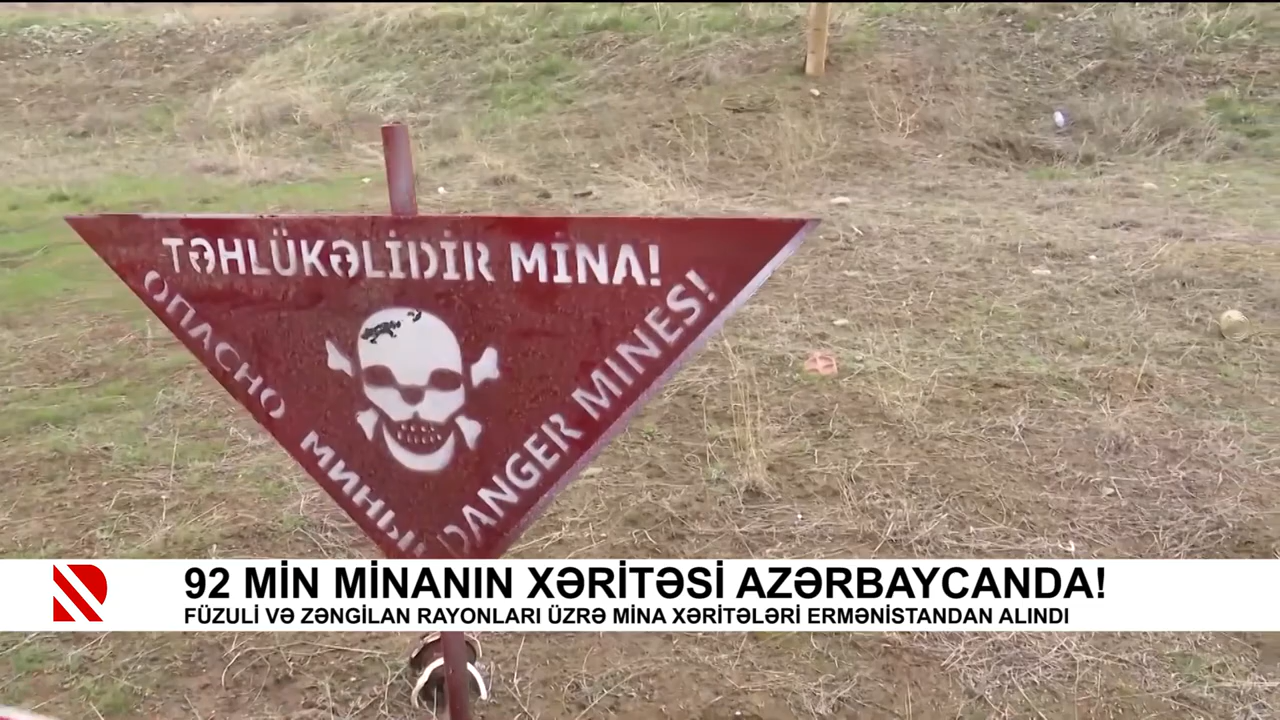 TƏHLÜKƏLİDİR MİNA!
ОПАСНО МИНЫ
DANGER MINES!
92 MİN MİNANIN XƏRİTƏSİ AZƏRBAYCANDA!
FÜZULİ VƏ ZƏNGİLAN RAYONLARI ÜZRƏ MİNA XƏRİTƏLƏRİ ERMƏNİSTANDAN ALINDI